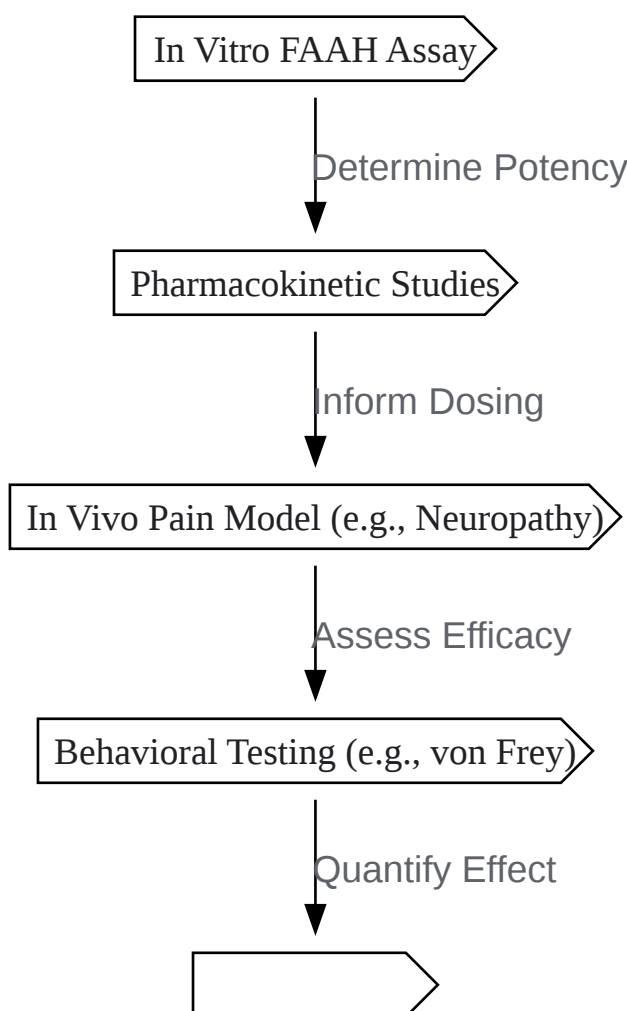 In Vitro FAAH Assay
Determine Potency
Pharmacokinetic Studies
Inform Dosing
In Vivo Pain Model (e.g., Neuropathy)
Assess Efficacy
Behavioral Testing (e.g., von Frey)
Quantify Effect